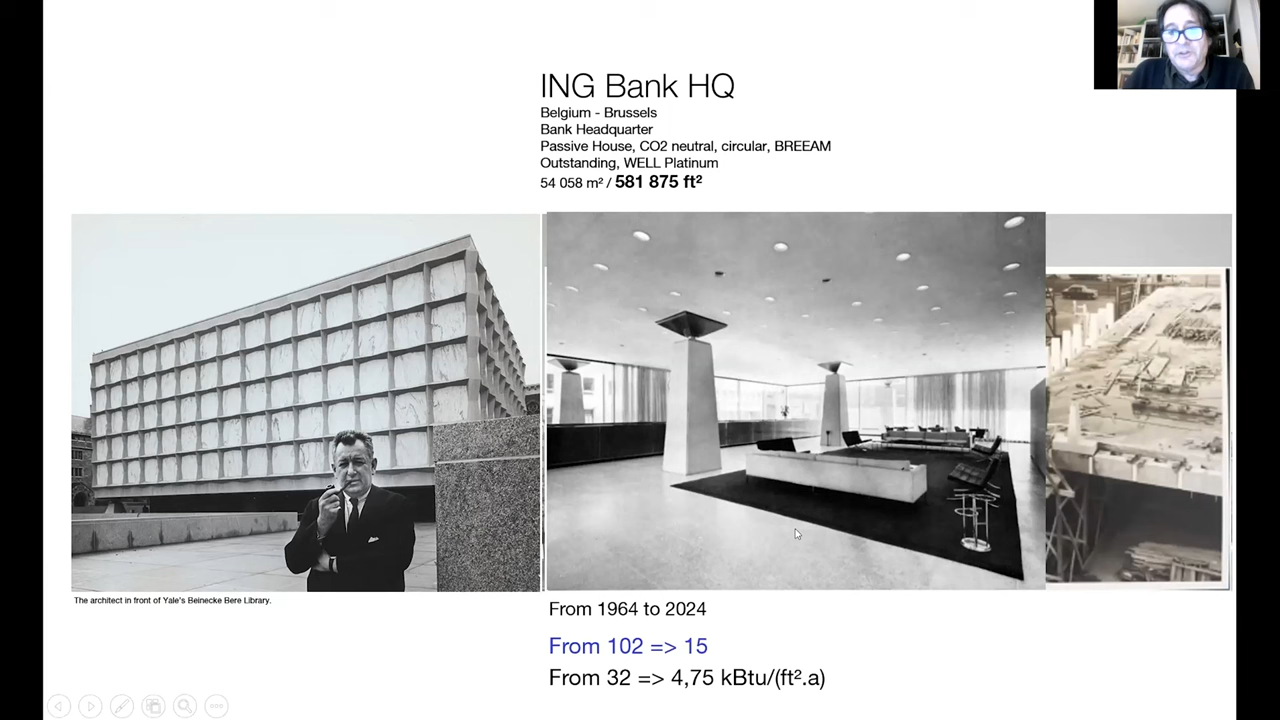 ING Bank HQ
Belgium - Brussels
Bank Headquarter
Passive House, CO2 neutral, circular, BREEAM
Outstanding, WELL Platinum
54 058 m² / 581 875 ft²
The architect in front of Yale's Beinecke Bere Library.
From 1964 to 2024
From 102 => 15
From 32 => 4,75 kBtu/(ft².a)